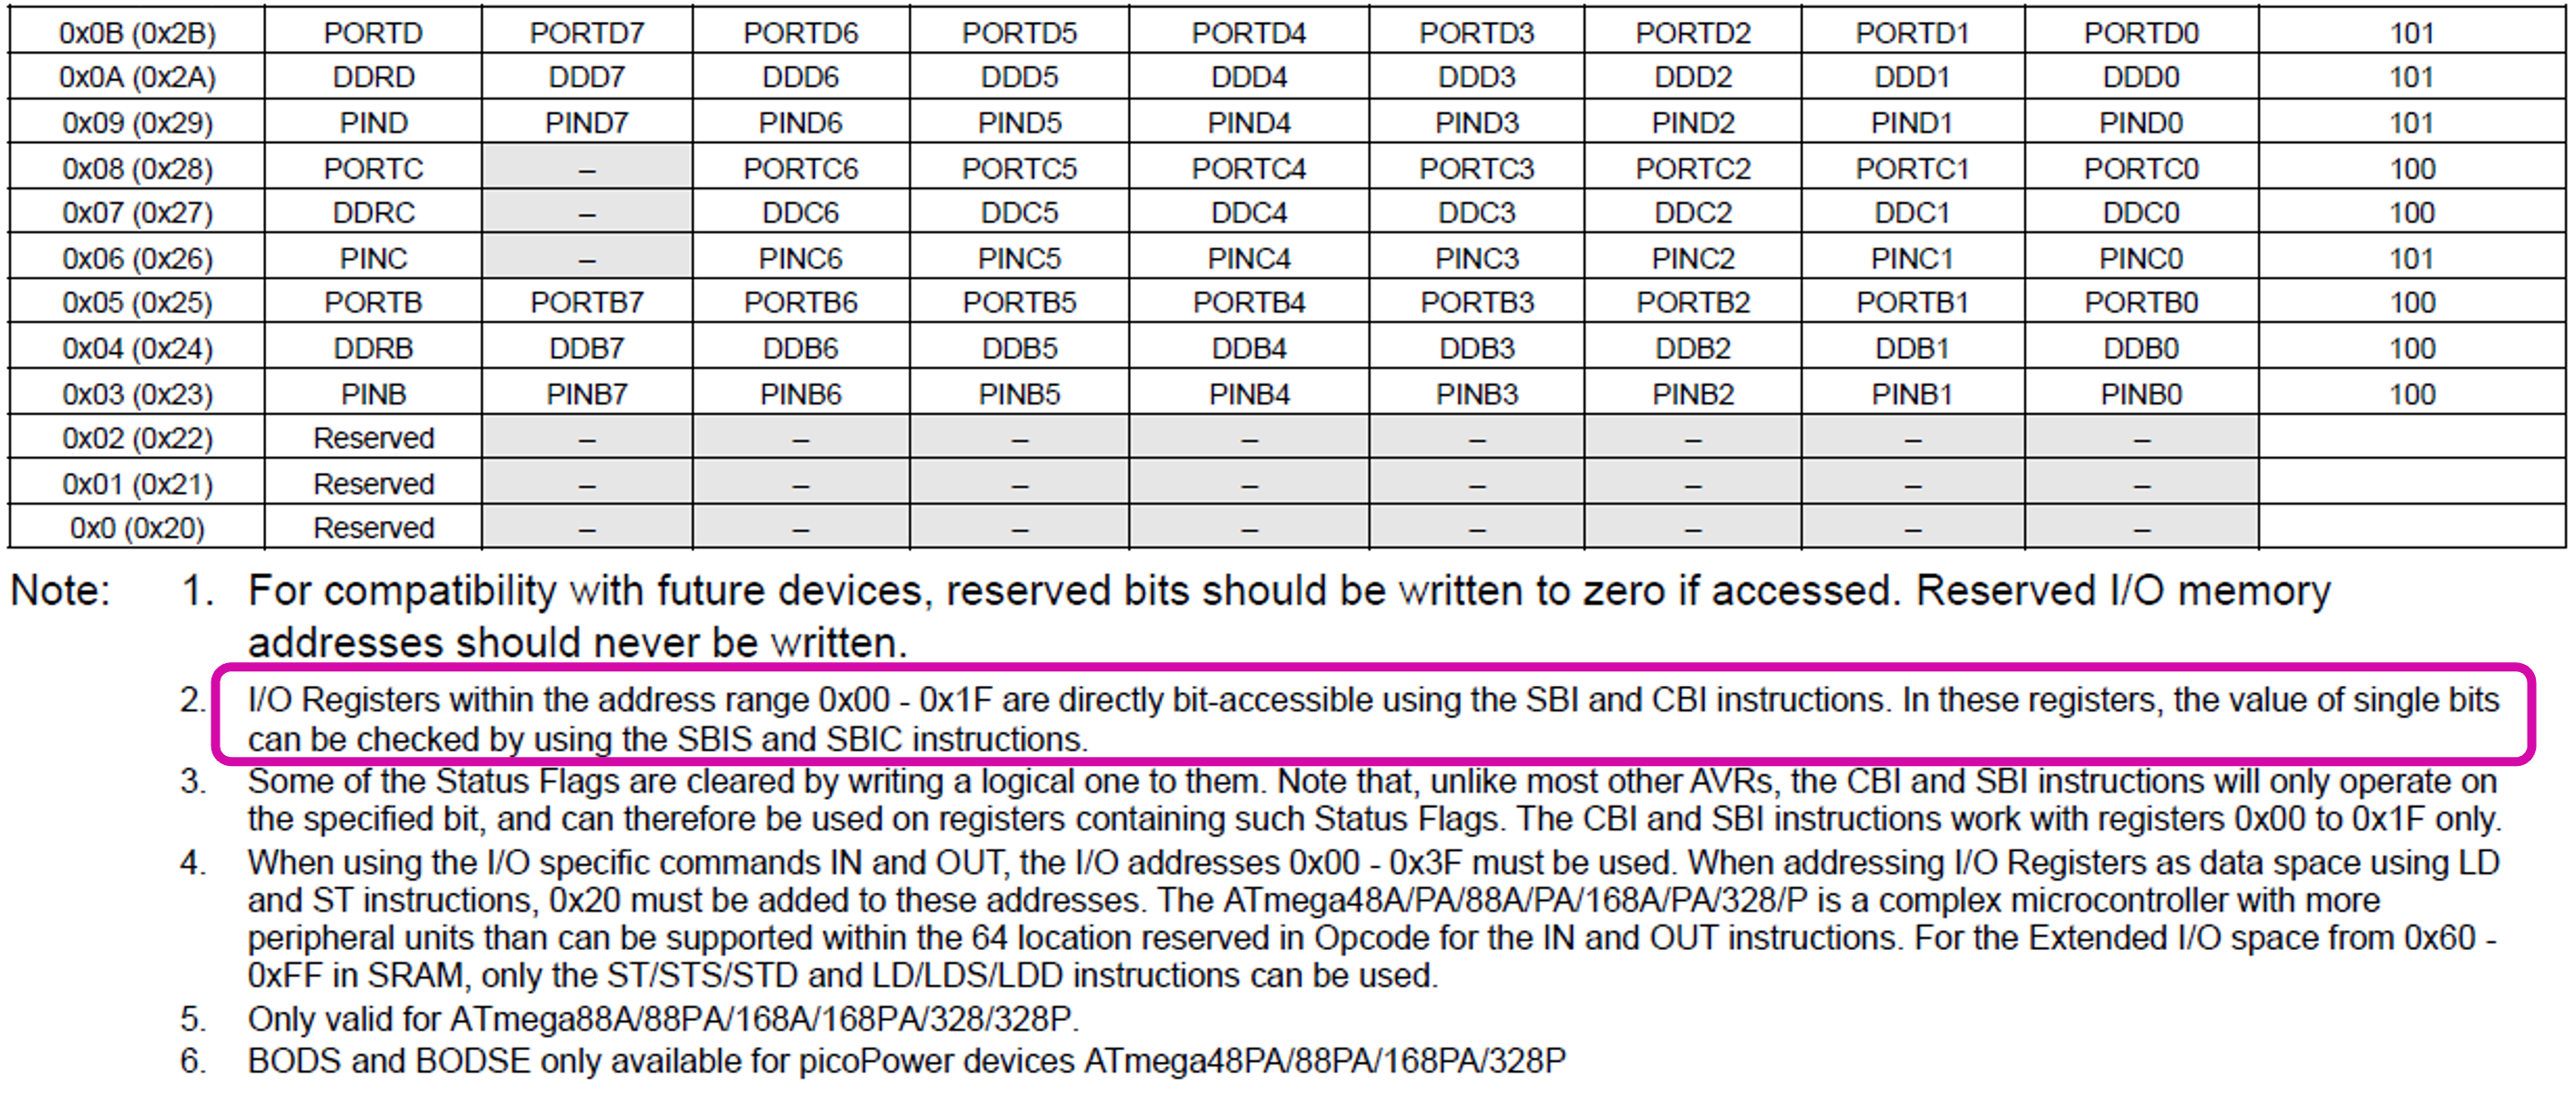 0x0B (0x2B) PORTD PORTD7 PORTD6 PORTD5 PORTD4 PORTD3 PORTD2 PORTD1 PORTD0 101
0x0A (0x2A) DDRD DDD7 DDD6 DDD5 DDD4 DDD3 DDD2 DDD1 DDD0 101
0x09 (0x29) PIND PIND7 PIND6 PIND5 PIND4 PIND3 PIND2 PIND1 PIND0 101
0x08 (0x28) PORTC – PORTC6 PORTC5 PORTC4 PORTC3 PORTC2 PORTC1 PORTC0 100
0x07 (0x27) DDRC – DDC6 DDC5 DDC4 DDC3 DDC2 DDC1 DDC0 100
0x06 (0x26) PINC – PINC6 PINC5 PINC4 PINC3 PINC2 PINC1 PINC0 101
0x05 (0x25) PORTB PORTB7 PORTB6 PORTB5 PORTB4 PORTB3 PORTB2 PORTB1 PORTB0 100
0x04 (0x24) DDRB DDB7 DDB6 DDB5 DDB4 DDB3 DDB2 DDB1 DDB0 100
0x03 (0x23) PINB PINB7 PINB6 PINB5 PINB4 PINB3 PINB2 PINB1 PINB0 100
0x02 (0x22) Reserved – – – – – – – –
0x01 (0x21) Reserved – – – – – – – –
0x0 (0x20) Reserved – – – – – – – –
Note: 1. For compatibility with future devices, reserved bits should be written to zero if accessed. Reserved I/O memory
addresses should never be written.
2. I/O Registers within the address range 0x00 - 0x1F are directly bit-accessible using the SBI and CBI instructions. In these registers, the value of single bits
can be checked by using the SBIS and SBIC instructions.
3. Some of the Status Flags are cleared by writing a logical one to them. Note that, unlike most other AVRs, the CBI and SBI instructions will only operate on
the specified bit, and can therefore be used on registers containing such Status Flags. The CBI and SBI instructions work with registers 0x00 to 0x1F only.
4. When using the I/O specific commands IN and OUT, the I/O addresses 0x00 - 0x3F must be used. When addressing I/O Registers as data space using LD
and ST instructions, 0x20 must be added to these addresses. The ATmega48A/PA/88A/PA/168A/PA/328/P is a complex microcontroller with more
peripheral units than can be supported within the 64 location reserved in Opcode for the IN and OUT instructions. For the Extended I/O space from 0x60 -
0xFF in SRAM, only the ST/STS/STD and LD/LDS/LDD instructions can be used.
5. Only valid for ATmega88A/88PA/168A/168PA/328/328P.
6. BODS and BODSE only available for picoPower devices ATmega48PA/88PA/168PA/328P